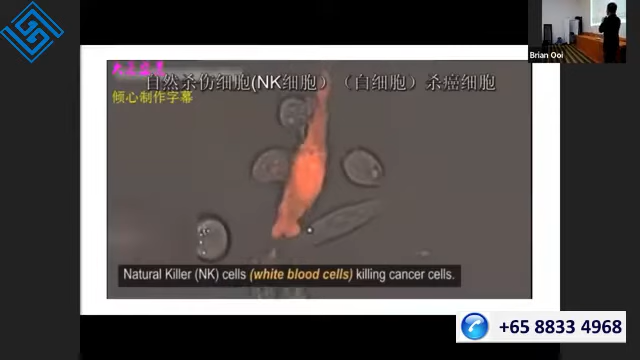 Brian Ooi
自然杀伤细胞(NK细胞)（白细胞）杀癌细胞
倾心制作字幕
Natural Killer (NK) cells (white blood cells) killing cancer cells.
+65 8833 4968